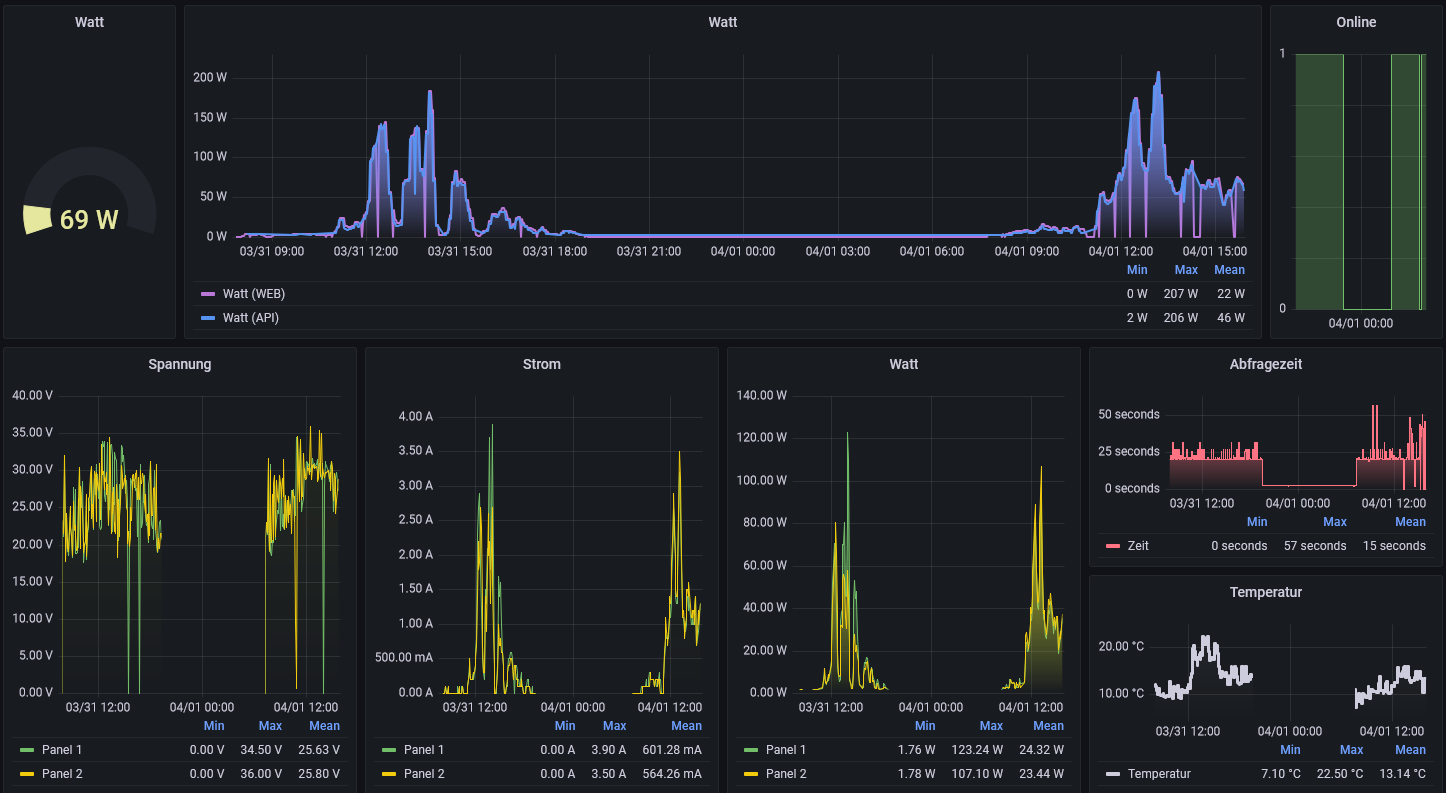 Watt
69 W
Watt
200 W
150 W
100 W
50 W
0 W
03/31 09:00 03/31 12:00 03/31 15:00 03/31 18:00 03/31 21:00 04/01 00:00 04/01 03:00 04/01 06:00 04/01 09:00 04/01 12:00 04/01 15:00
Min Max Mean
Watt (WEB) 0 W 207 W 22 W
Watt (API) 2 W 206 W 46 W
Online
1
0
04/01 00:00
Spannung
40.00 V
35.00 V
30.00 V
25.00 V
20.00 V
15.00 V
10.00 V
5.00 V
0.00 V
03/31 12:00 04/01 00:00 04/01 12:00
Min Max Mean
Panel 1 0.00 V 34.50 V 25.63 V
Panel 2 0.00 V 36.00 V 25.80 V
Strom
4.00 A
3.50 A
3.00 A
2.50 A
2.00 A
1.50 A
1.00 A
500.00 mA
0.00 A
03/31 12:00 04/01 00:00 04/01 12:00
Min Max Mean
Panel 1 0.00 A 3.90 A 601.28 mA
Panel 2 0.00 A 3.50 A 564.26 mA
Watt
140.00 W
120.00 W
100.00 W
80.00 W
60.00 W
40.00 W
20.00 W
0.00 W
03/31 12:00 04/01 00:00 04/01 12:00
Min Max Mean
Panel 1 1.76 W 123.24 W 24.32 W
Panel 2 1.78 W 107.10 W 23.44 W
Abfragezeit
50 seconds
25 seconds
0 seconds
03/31 12:00 04/01 00:00 04/01 12:00
Min Max Mean
Zeit 0 seconds 57 seconds 15 seconds
Temperatur
20.00 °C
10.00 °C
03/31 12:00 04/01 00:00 04/01 12:00
Min Max Mean
Temperatur 7.10 °C 22.50 °C 13.14 °C